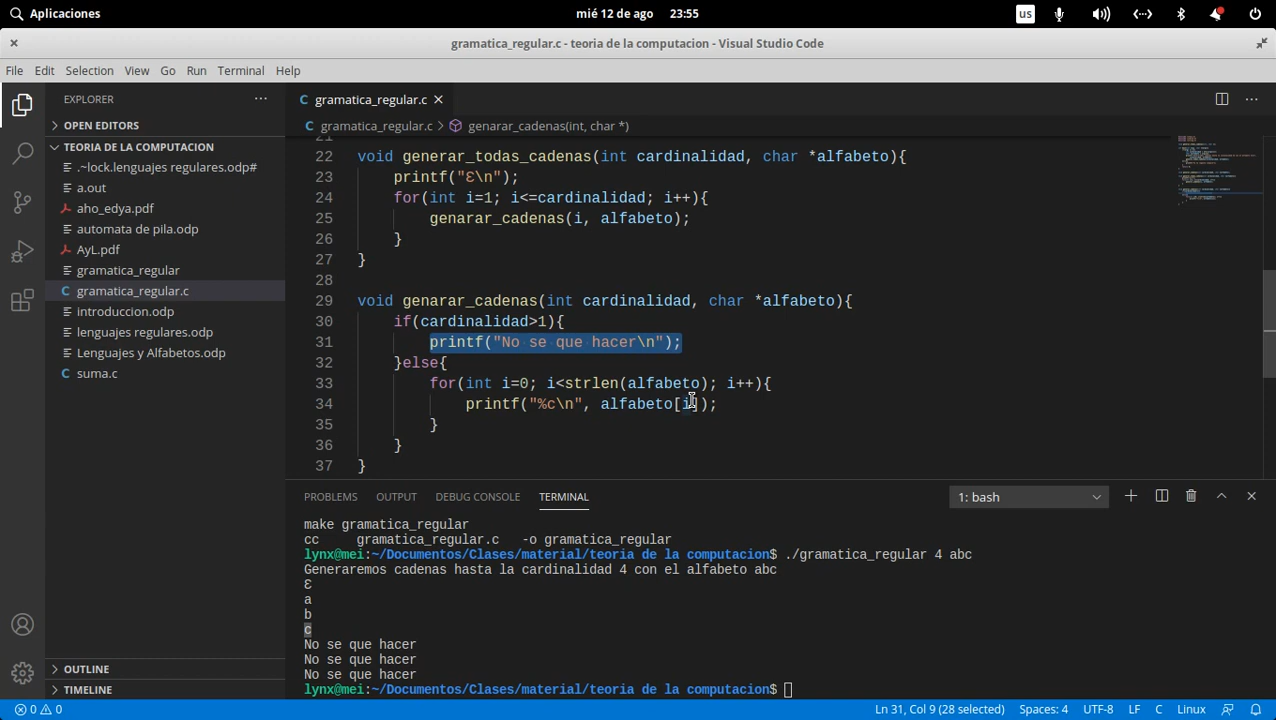 Aplicaciones mié 12 de ago 23:55 us
gramatica_regular.c - teoria de la computacion - Visual Studio Code
File Edit Selection View Go Run Terminal Help
EXPLORER
gramatica_regular.c
OPEN EDITORS
gramatica_regular.c > genarar_cadenas(int, char *)
TEORIA DE LA COMPUTACION
.~lock.lenguajes regulares.odp#
a.out
aho_edya.pdf
automata de pila.odp
AyL.pdf
gramatica_regular
gramatica_regular.c
introduccion.odp
lenguajes regulares.odp
Lenguajes y Alfabetos.odp
suma.c
OUTLINE
TIMELINE
21
22 void generar_todas_cadenas(int cardinalidad, char *alfabeto){
23 printf("Ɛ\n");
24 for(int i=1; i<=cardinalidad; i++){
25 genarar_cadenas(i, alfabeto);
26 }
27 }
28
29 void genarar_cadenas(int cardinalidad, char *alfabeto){
30 if(cardinalidad>1){
31 printf("No se que hacer\n");
32 }else{
33 for(int i=0; i<strlen(alfabeto); i++){
34 printf("%c\n", alfabeto[i]);
35 }
36 }
37 }
PROBLEMS OUTPUT DEBUG CONSOLE TERMINAL 1: bash
make gramatica_regular
cc gramatica_regular.c -o gramatica_regular
lynx@mei:~/Documentos/Clases/material/teoria de la computacion$ ./gramatica_regular 4 abc
Generaremos cadenas hasta la cardinalidad 4 con el alfabeto abc
Ɛ
a
b
c
No se que hacer
No se que hacer
No se que hacer
lynx@mei:~/Documentos/Clases/material/teoria de la computacion$
0 0 Ln 31, Col 9 (28 selected) Spaces: 4 UTF-8 LF C Linux